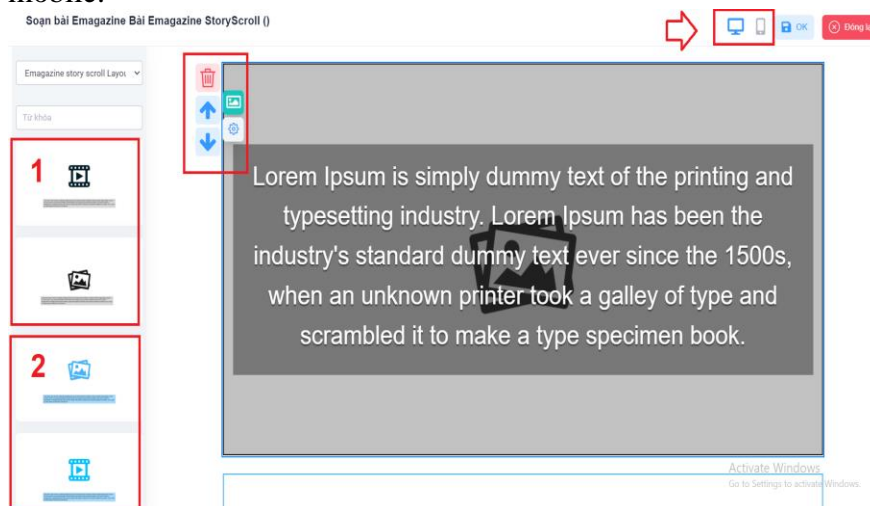 mobile.
Soạn bài Emagazine Bài Emagazine StoryScroll ()
OK
Đóng lạ
Emagazine story scroll Layou
Từ khóa
1
2
Lorem Ipsum is simply dummy text of the printing and
typesetting industry. Lorem Ipsum has been the
industry's standard dummy text ever since the 1500s,
when an unknown printer took a galley of type and
scrambled it to make a type specimen book.
Activate Windows
Go to Settings to activate Windows.